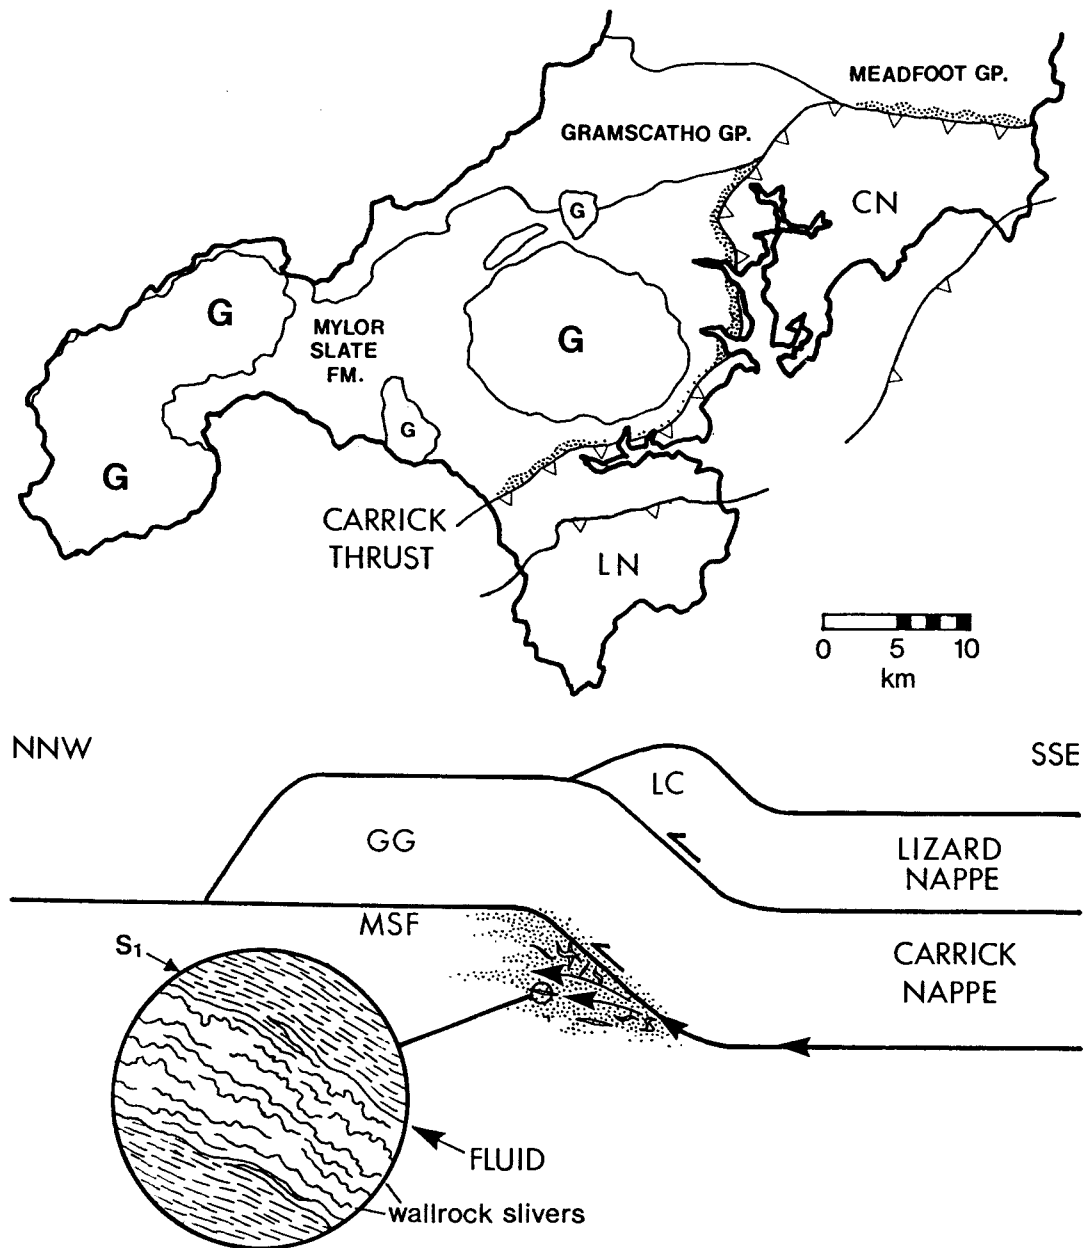 MEADFOOT GP.
GRAMSCATHO GP.
CN
G
G
MYLOR
SLATE
FM.
G
G
G
CARRICK
THRUST
LN
0 5 10
km
NNW
SSE
LC
GG
LIZARD
NAPPE
MSF
S1
CARRICK
NAPPE
FLUID
wallrock slivers